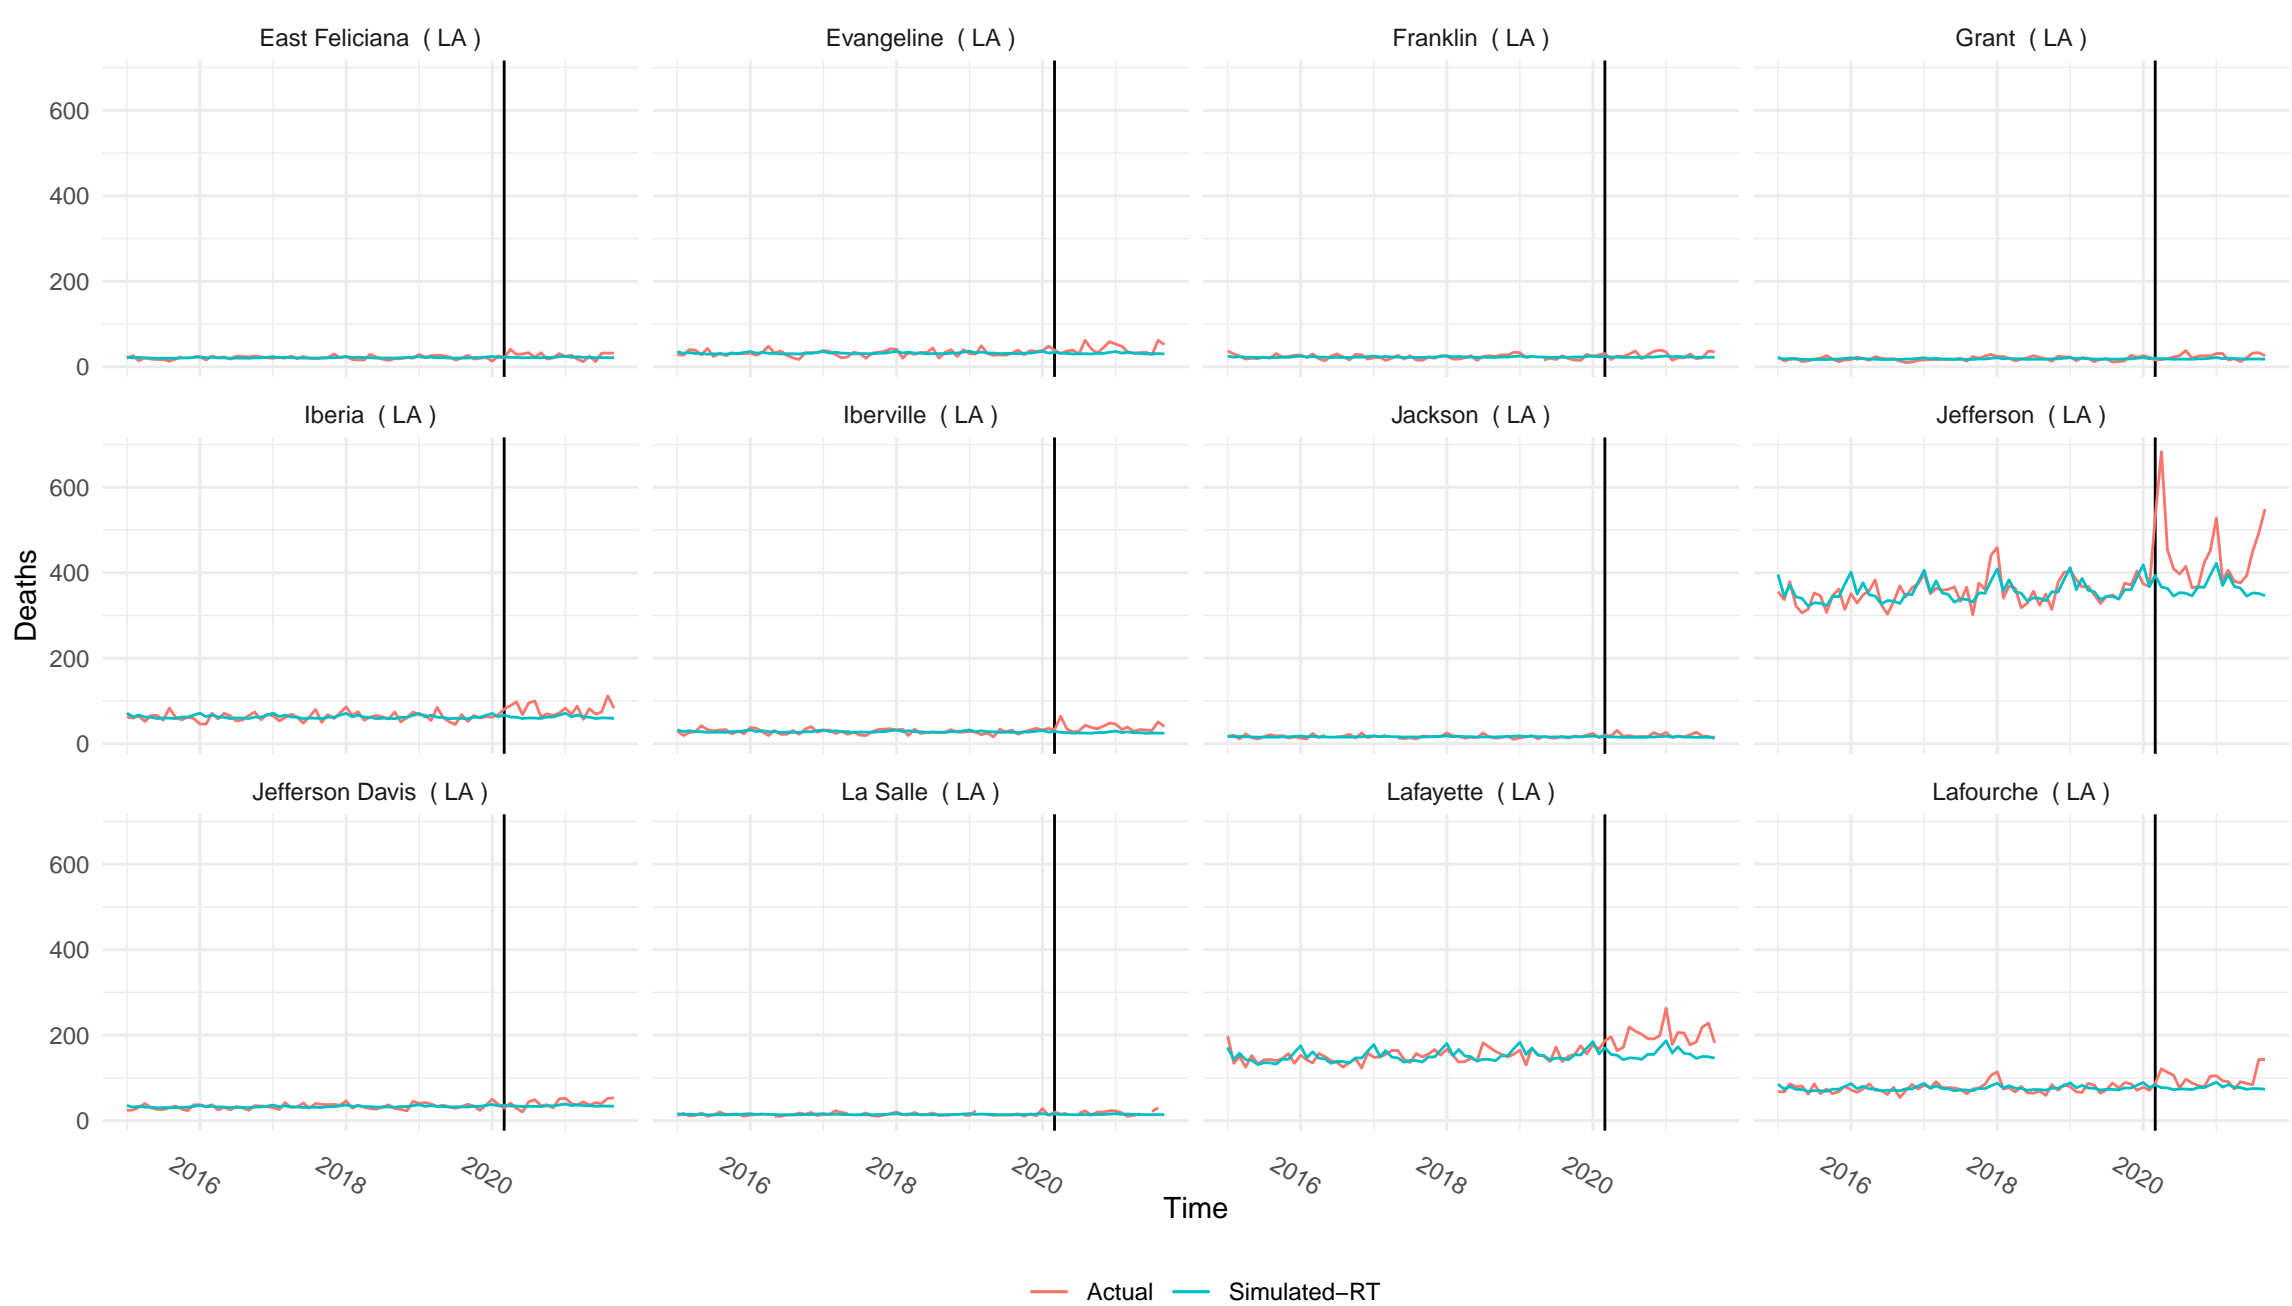 East Feliciana ( LA ) Evangeline ( LA ) Franklin ( LA ) Grant ( LA )
600
400
200
0
Iberia ( LA ) Iberville ( LA ) Jackson ( LA ) Jefferson ( LA )
600
400
200
0
Deaths
Jefferson Davis ( LA ) La Salle ( LA ) Lafayette ( LA ) Lafourche ( LA )
600
400
200
0
2016 2018 2020 2016 2018 2020 2016 2018 2020 2016 2018 2020
Time
Actual Simulated−RT